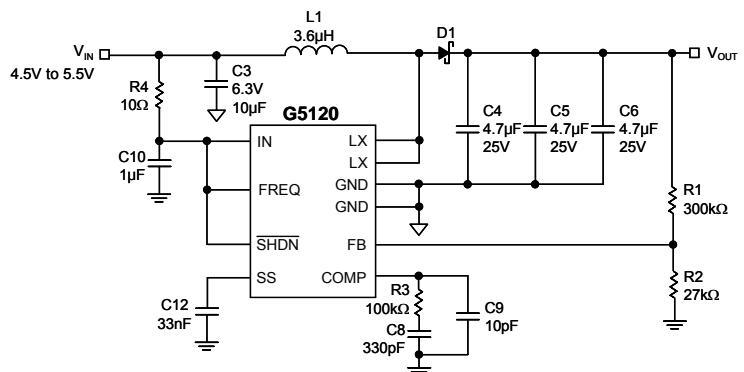 L1
3.6µH
D1
VIN
4.5V to 5.5V
VOUT
R4
10Ω
C3
6.3V
10µF
G5120
C10
1µF
IN
FREQ
SHDN
SS
LX
LX
GND
GND
FB
COMP
C4
4.7µF
25V
C5
4.7µF
25V
C6
4.7µF
25V
R1
300kΩ
R2
27kΩ
C12
33nF
R3
100kΩ
C8
330pF
C9
10pF